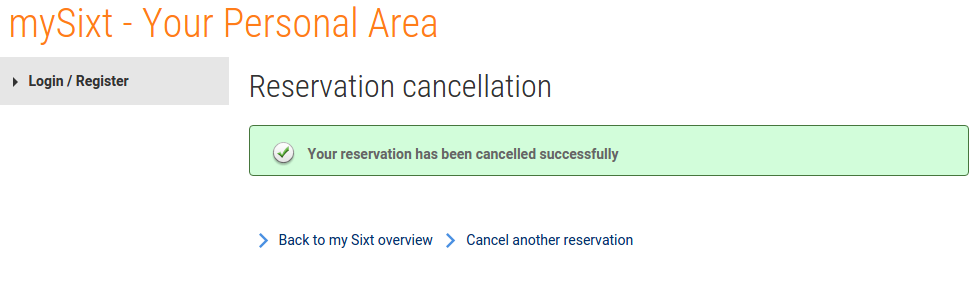 mySixt - Your Personal Area
Login / Register
Reservation cancellation
Your reservation has been cancelled successfully
Back to my Sixt overview Cancel another reservation